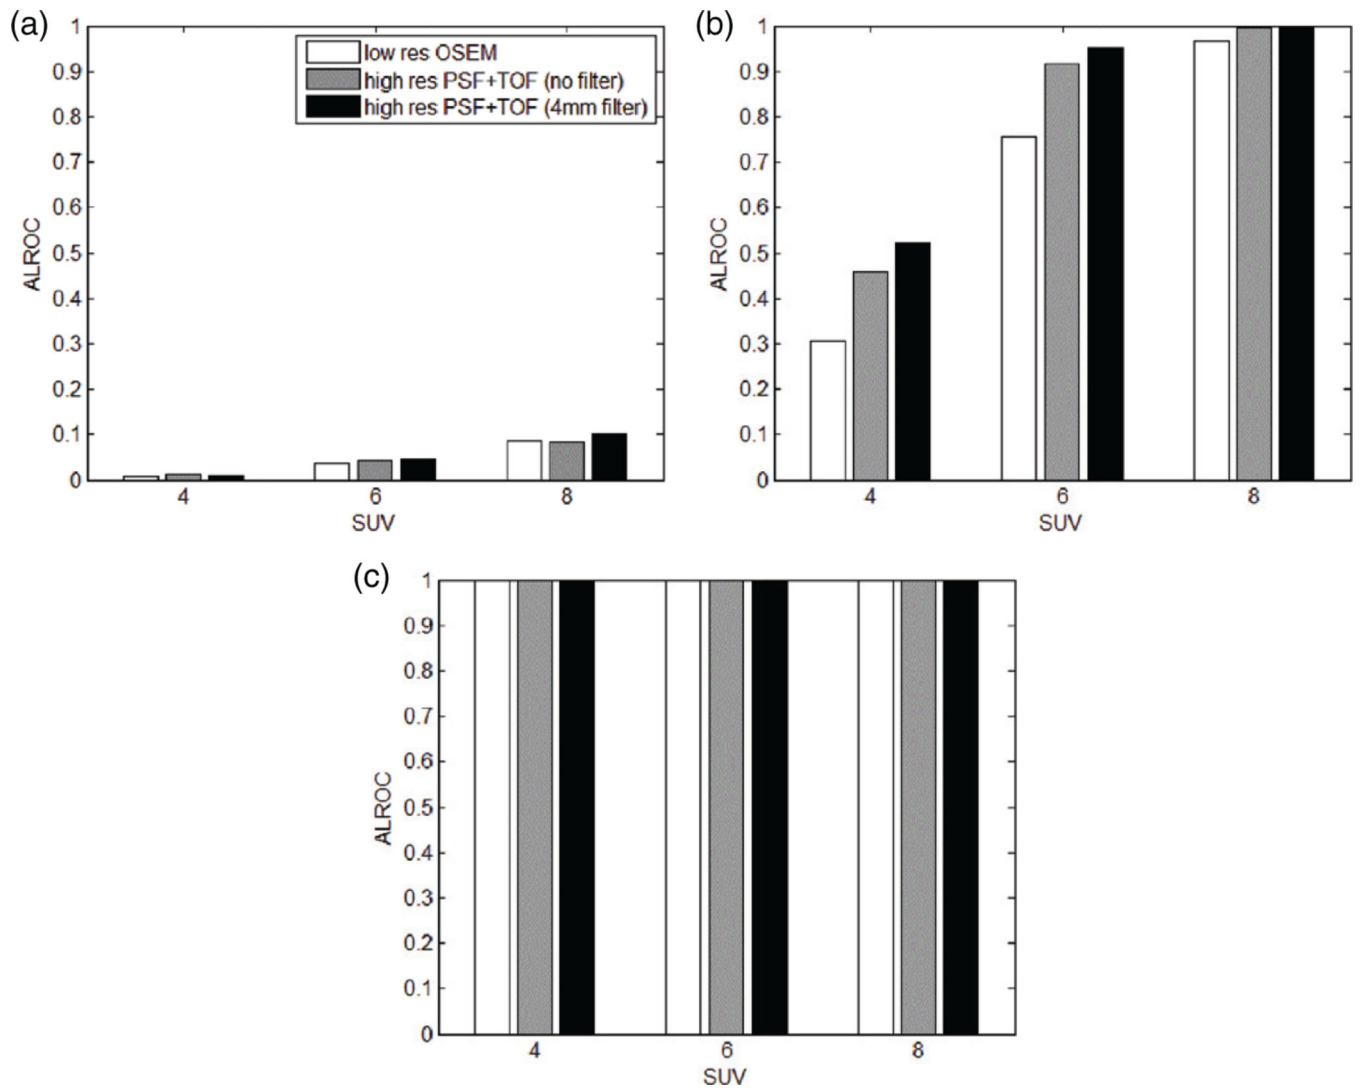 (a)
1
0.9
0.8
0.7
0.6
0.5
0.4
0.3
0.2
0.1
0
ALROC
low res OSEM
high res PSF+TOF (no filter)
high res PSF+TOF (4mm filter)
4 6 8
SUV
(b)
1
0.9
0.8
0.7
0.6
0.5
0.4
0.3
0.2
0.1
0
ALROC
4 6 8
SUV
(c)
1
0.9
0.8
0.7
0.6
0.5
0.4
0.3
0.2
0.1
0
ALROC
4 6 8
SUV